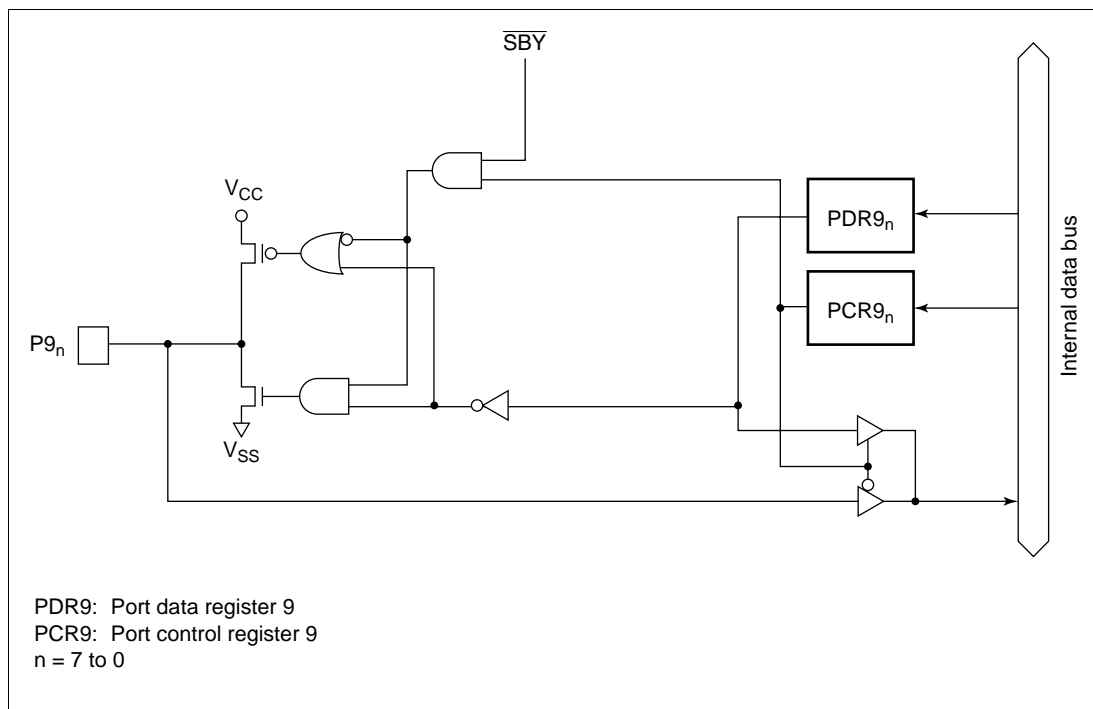 SBY
VCC
PDR9n
PCR9n
P9n
VSS
Internal data bus
PDR9: Port data register 9
PCR9: Port control register 9
n = 7 to 0